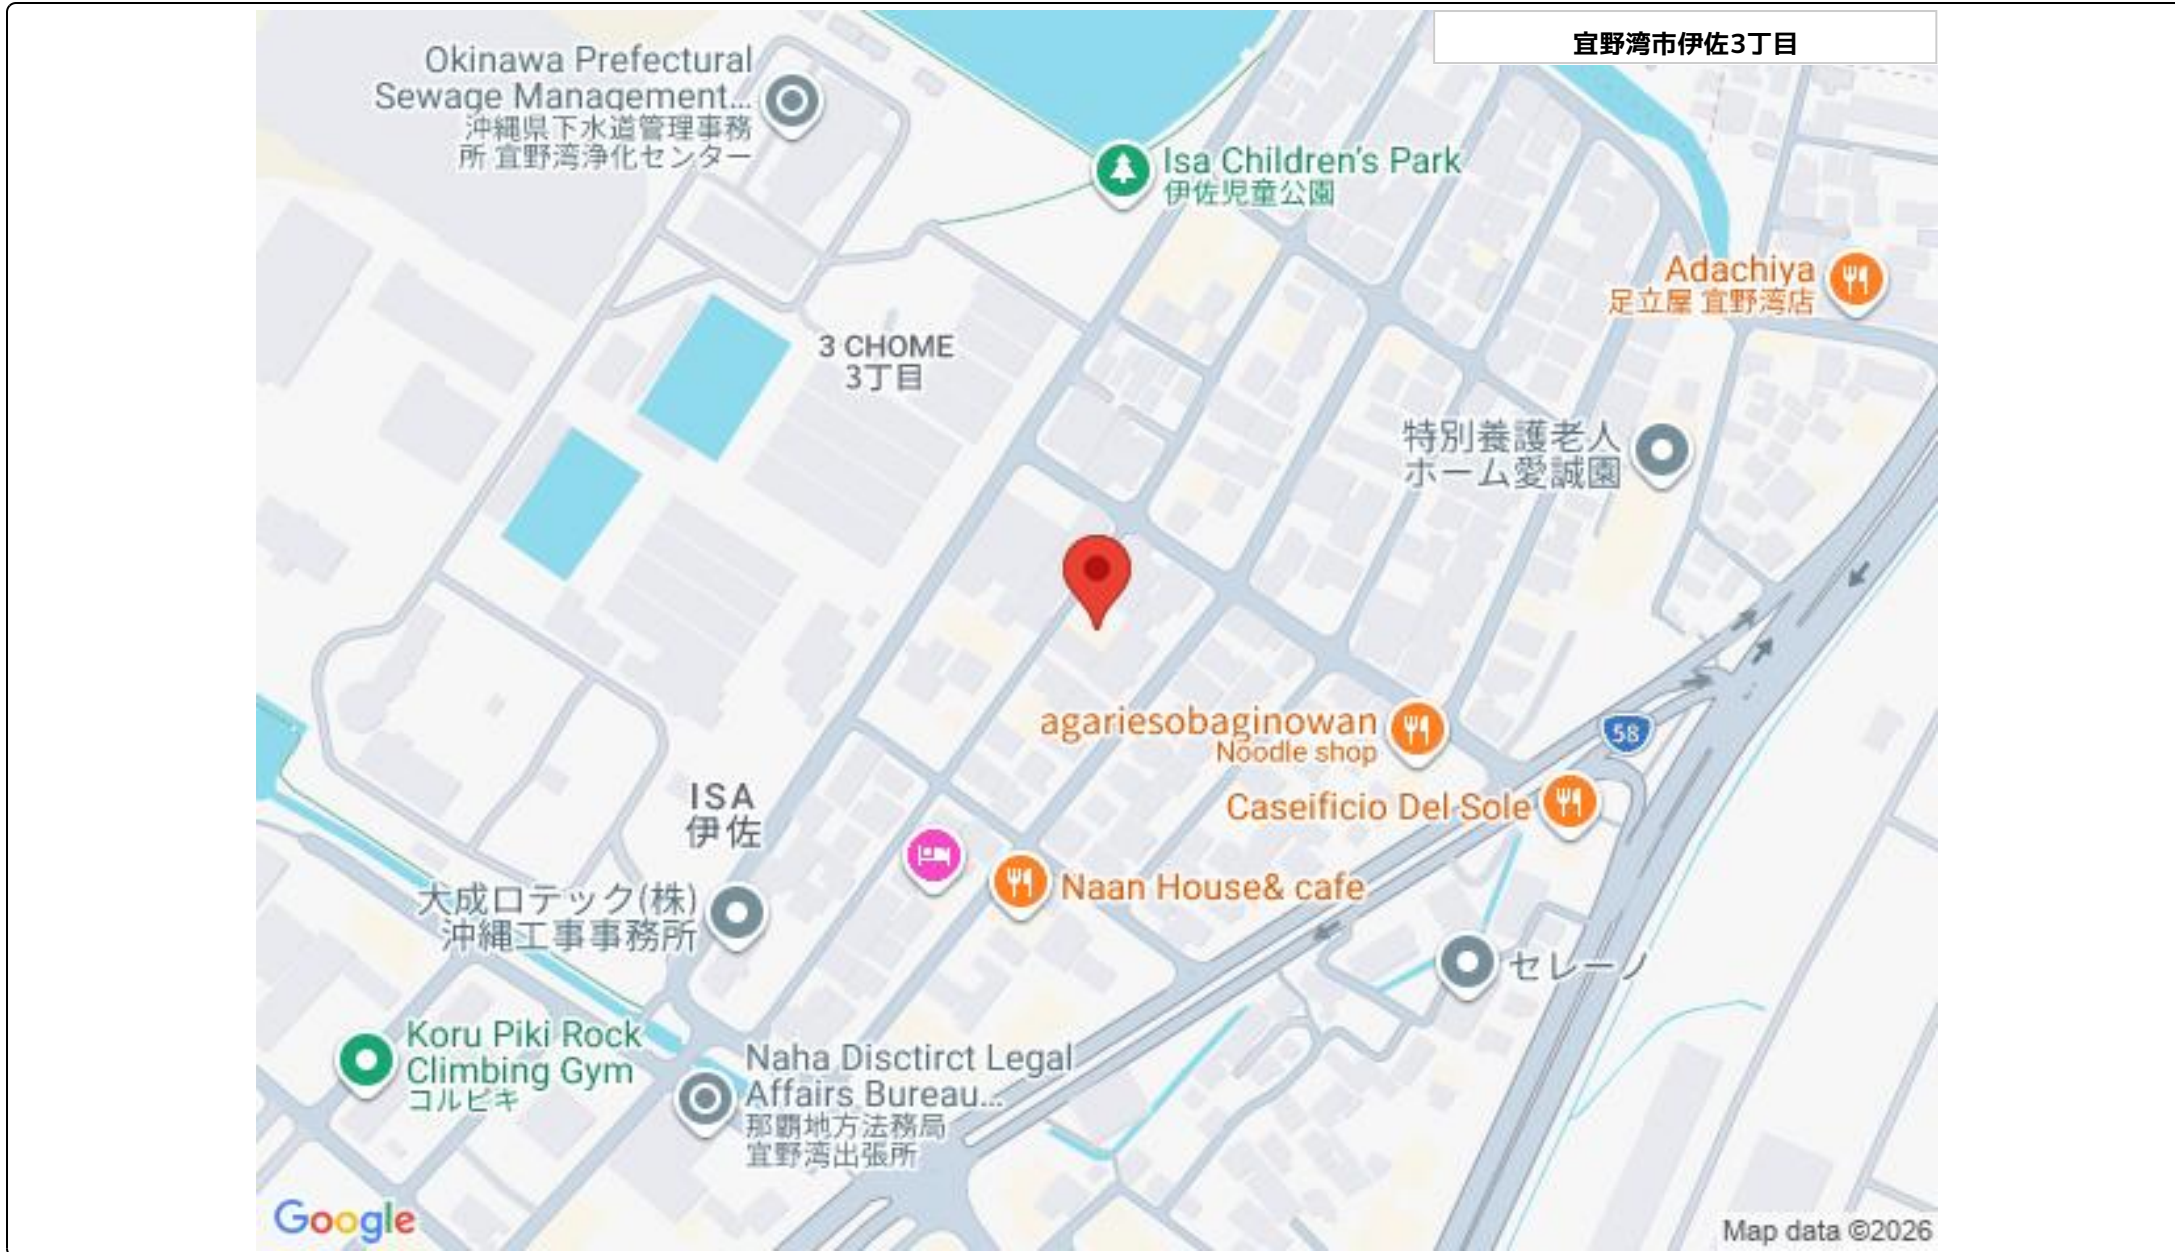 宜野湾市伊佐3丁目
Okinawa Prefectural
Sewage Management...
沖縄県下水道管理事務
所 宜野湾浄化センター
Isa Children's Park
伊佐児童公園
Adachiya
足立屋 宜野湾店
3 CHOME
3丁目
特別養護老人
ホーム愛誠園
agariesobaginowan
Noodle shop
58
Caseificio Del Sole
ISA
伊佐
Naan House& cafe
大成ロテック(株)
沖縄工事事務所
セレーノ
Koru Piki Rock
Climbing Gym
コルピキ
Naha Disctirct Legal
Affairs Bureau...
那覇地方法務局
宜野湾出張所
Google
Map data ©2026